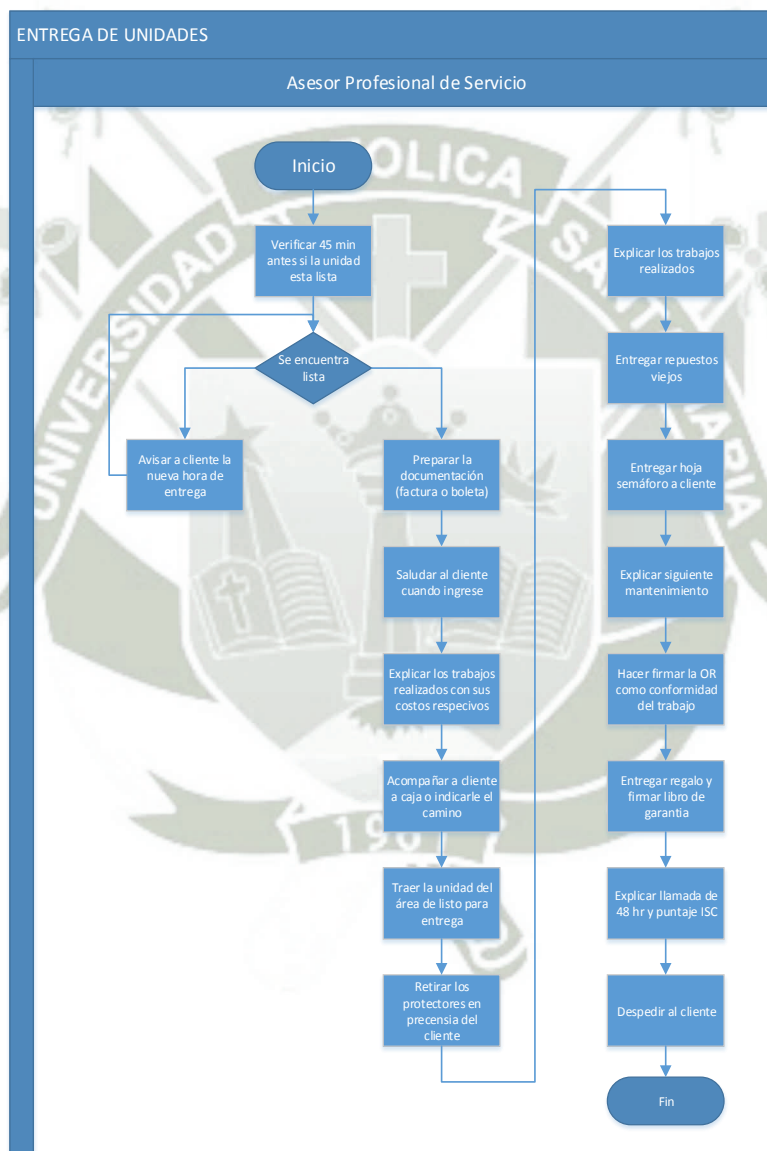 ENTREGA DE UNIDADES
Asesor Profesional de Servicio
Inicio
Verificar 45 min
antes si la unidad
esta lista
Se encuentra
lista
Avisar a cliente la
nueva hora de
entrega
Preparar la
documentación
(factura o boleta)
Saludar al cliente
cuando ingrese
Explicar los trabajos
realizados con sus
costos respecivos
Acompañar a cliente
a caja o indicarle el
camino
Traer la unidad del
área de listo para
entrega
Retirar los
protectores en
precensia del
cliente
Explicar los trabajos
realizados
Entregar repuestos
viejos
Entregar hoja
semáforo a cliente
Explicar siguiente
mantenimiento
Hacer firmar la OR
como conformidad
del trabajo
Entregar regalo y
firmar libro de
garantia
Explicar llamada de
48 hr y puntaje ISC
Despedir al cliente
Fin
UNIVERSIDAD
SANTA
196